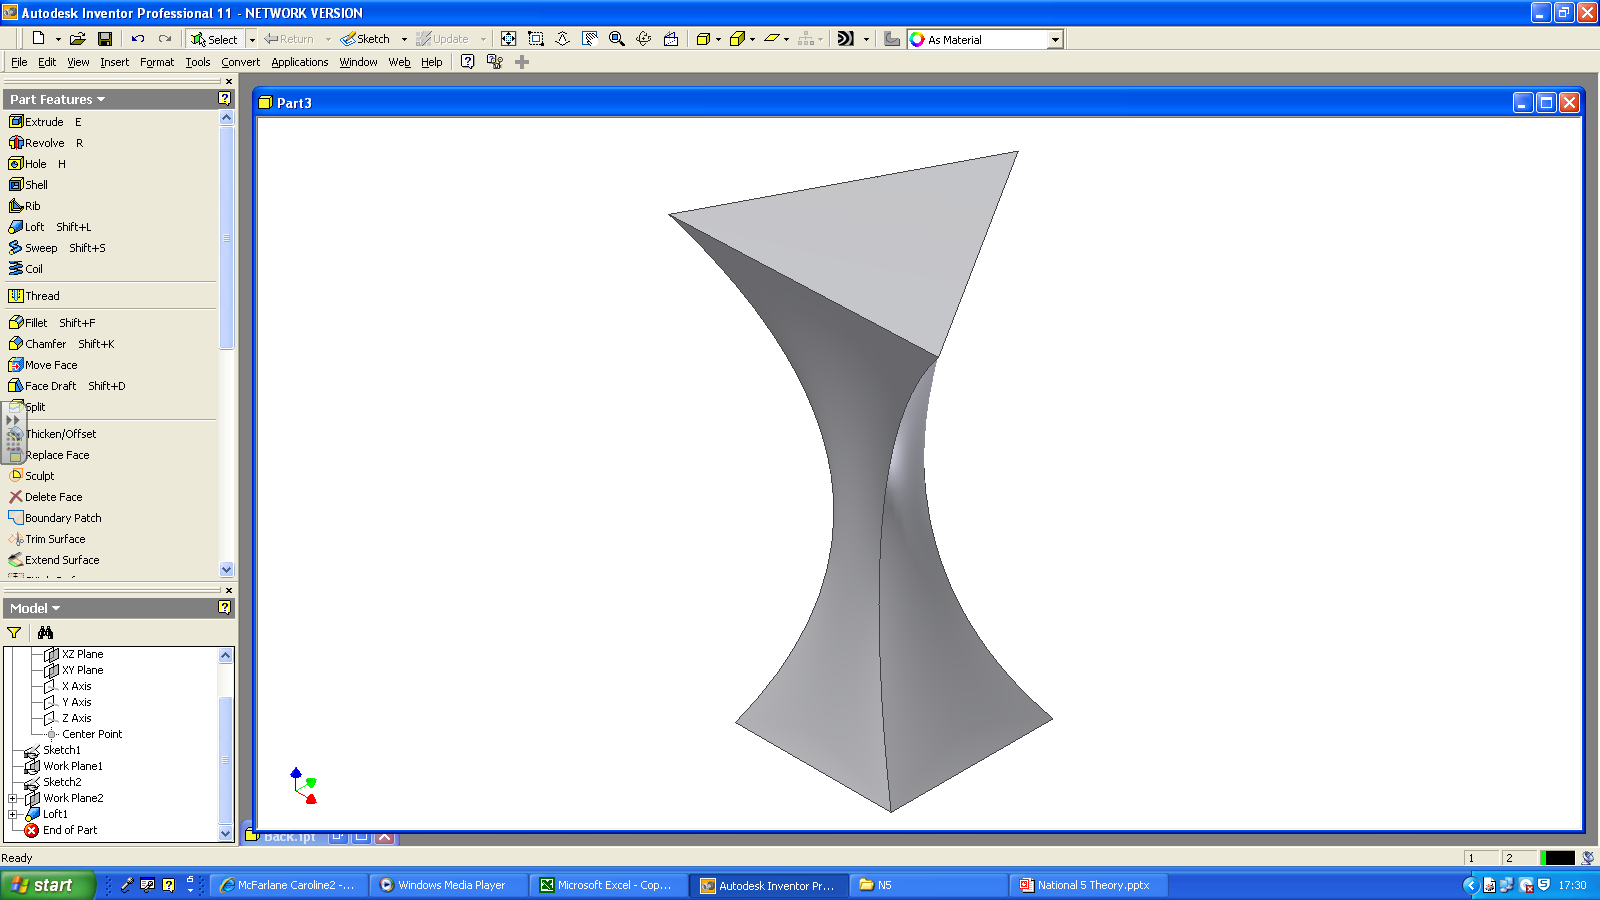 Autodesk Inventor Professional 11 - NETWORK VERSION
Select Return Sketch Update As Material
File Edit View Insert Format Tools Convert Applications Window Web Help
Part Features
Part3
Extrude E
Revolve R
Hole H
Shell
Rib
Loft Shift+L
Sweep Shift+S
Coil
Thread
Fillet Shift+F
Chamfer Shift+K
Move Face
Face Draft Shift+D
Split
Thicken/Offset
Replace Face
Sculpt
Delete Face
Boundary Patch
Trim Surface
Extend Surface
Model
XZ Plane
XY Plane
X Axis
Y Axis
Z Axis
Center Point
Sketch1
Work Plane1
Sketch2
Work Plane2
Loft1
End of Part
Back.ipt
Ready
1 2
start
McFarlane Caroline2 -...
Windows Media Player
Microsoft Excel - Cop...
Autodesk Inventor Pr...
N5
National 5 Theory.pptx
17:30